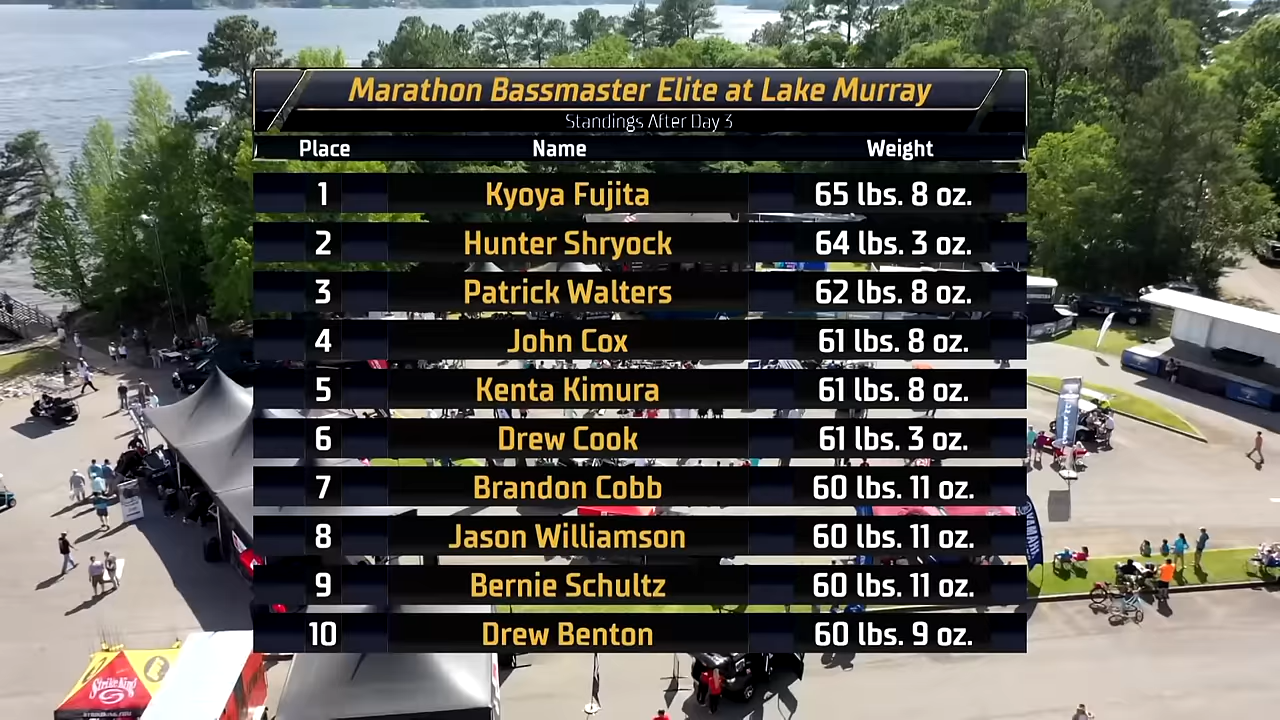 Marathon Bassmaster Elite at Lake Murray
Standings After Day 3
Place Name Weight
1 Kyoya Fujita 65 lbs. 8 oz.
2 Hunter Shryock 64 lbs. 3 oz.
3 Patrick Walters 62 lbs. 8 oz.
4 John Cox 61 lbs. 8 oz.
5 Kenta Kimura 61 lbs. 8 oz.
6 Drew Cook 61 lbs. 3 oz.
7 Brandon Cobb 60 lbs. 11 oz.
8 Jason Williamson 60 lbs. 11 oz.
9 Bernie Schultz 60 lbs. 11 oz.
10 Drew Benton 60 lbs. 9 oz.
YAMAHA
Strike King